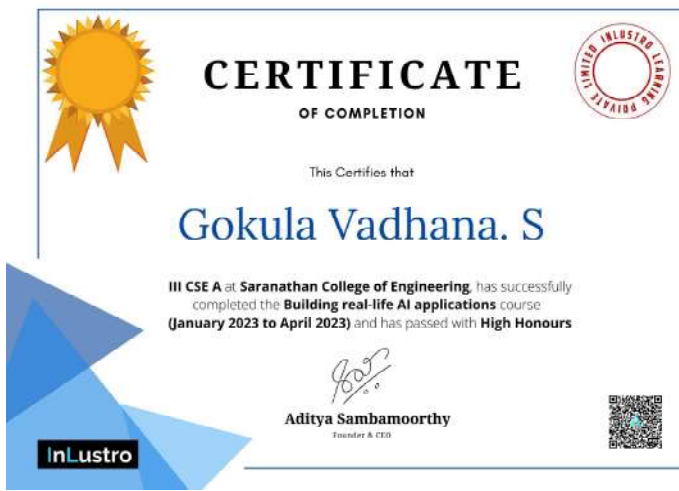 CERTIFICATE
OF COMPLETION
INLUSTRO LEARNING PRIVATE LIMITED
This Certifies that
Gokula Vadhana. S
III CSE A at Saranathan College of Engineering, has successfully
completed the Building real-life AI applications course
(January 2023 to April 2023) and has passed with High Honours
Aditya Sambamoorthy
Founder & CEO
InLustro